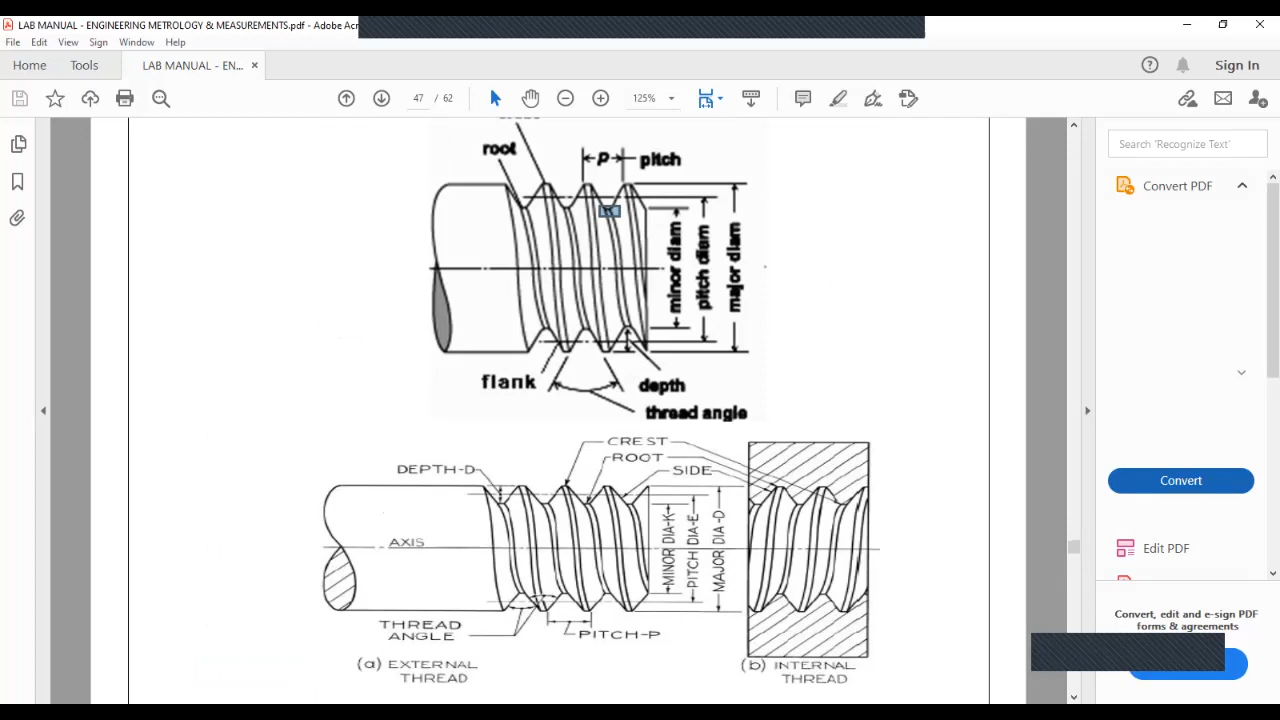 LAB MANUAL - ENGINEERING METROLOGY & MEASUREMENTS.pdf - Adobe Acr
File Edit View Sign Window Help
Home Tools LAB MANUAL - EN... × Sign In
47 / 62 125%
Search 'Recognize Text'
Convert PDF
root
P pitch
minor diam
pitch diem
major diam
flank
depth
thread angle
Convert
Edit PDF
CREST
ROOT
SIDE
DEPTH-D
AXIS
MINOR DIA-K
PITCH DIA-E
MAJOR DIA-D
THREAD
ANGLE
PITCH-P
(a) EXTERNAL
THREAD
(b) INTERNAL
THREAD
Convert, edit and e-sign PDF
forms & agreements